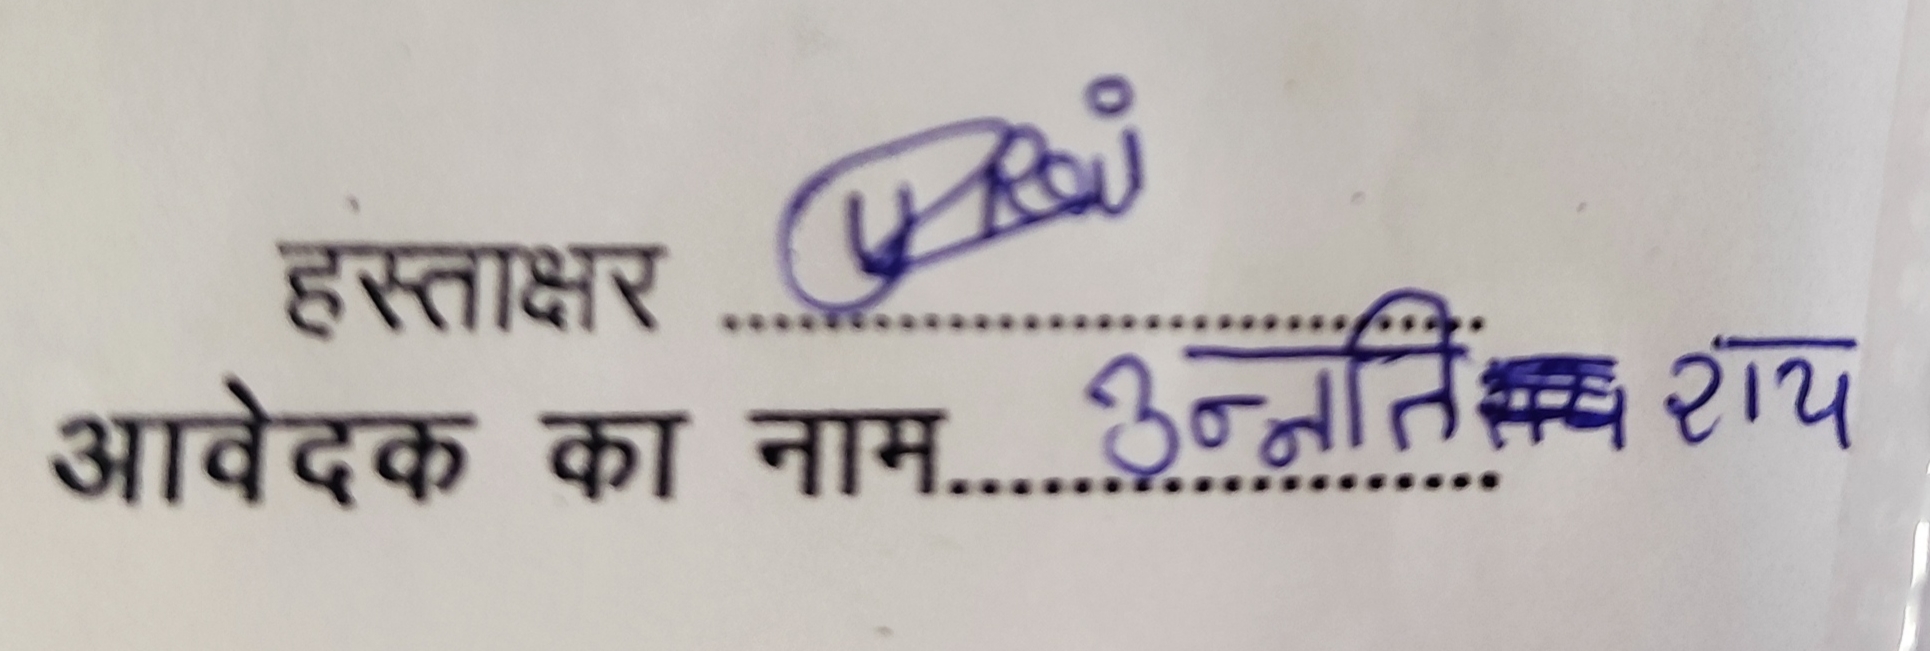 हस्ताक्षर .............................. U Rai
आवेदक का नाम...................... उन्नति राय